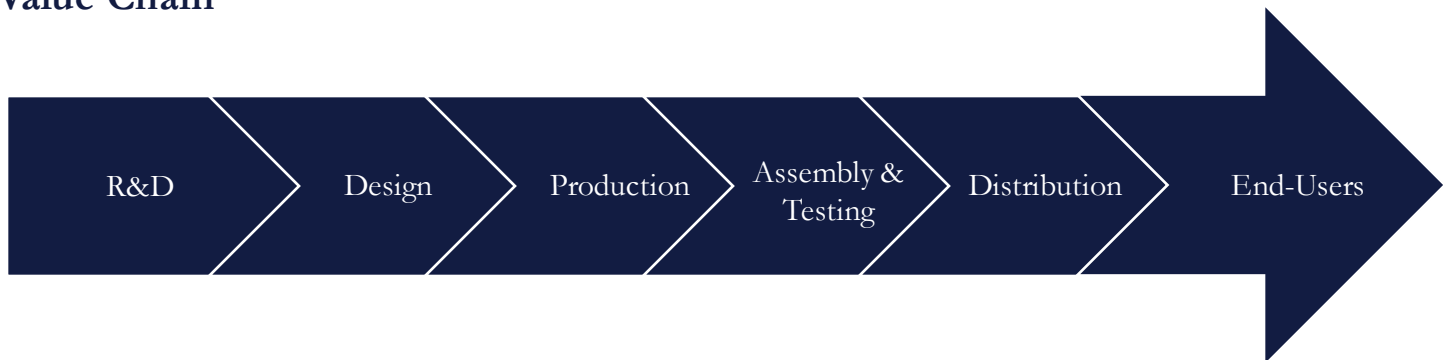 Value Chain
R&D
Design
Production
Assembly &
Testing
Distribution
End-Users